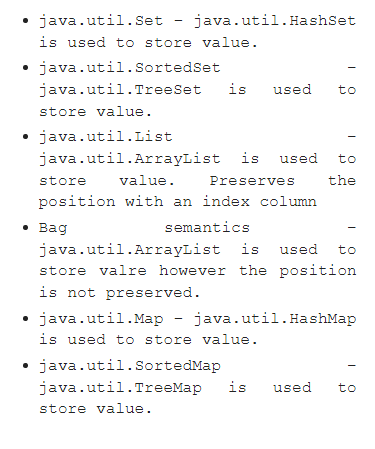 • java.util.Set – java.util.HashSet
is used to store value.
• java.util.SortedSet –
java.util.TreeSet is used to
store value.
• java.util.List –
java.util.ArrayList is used to
store value. Preserves the
position with an index column
• Bag semantics –
java.util.ArrayList is used to
store valre however the position
is not preserved.
• java.util.Map – java.util.HashMap
is used to store value.
• java.util.SortedMap –
java.util.TreeMap is used to
store value.